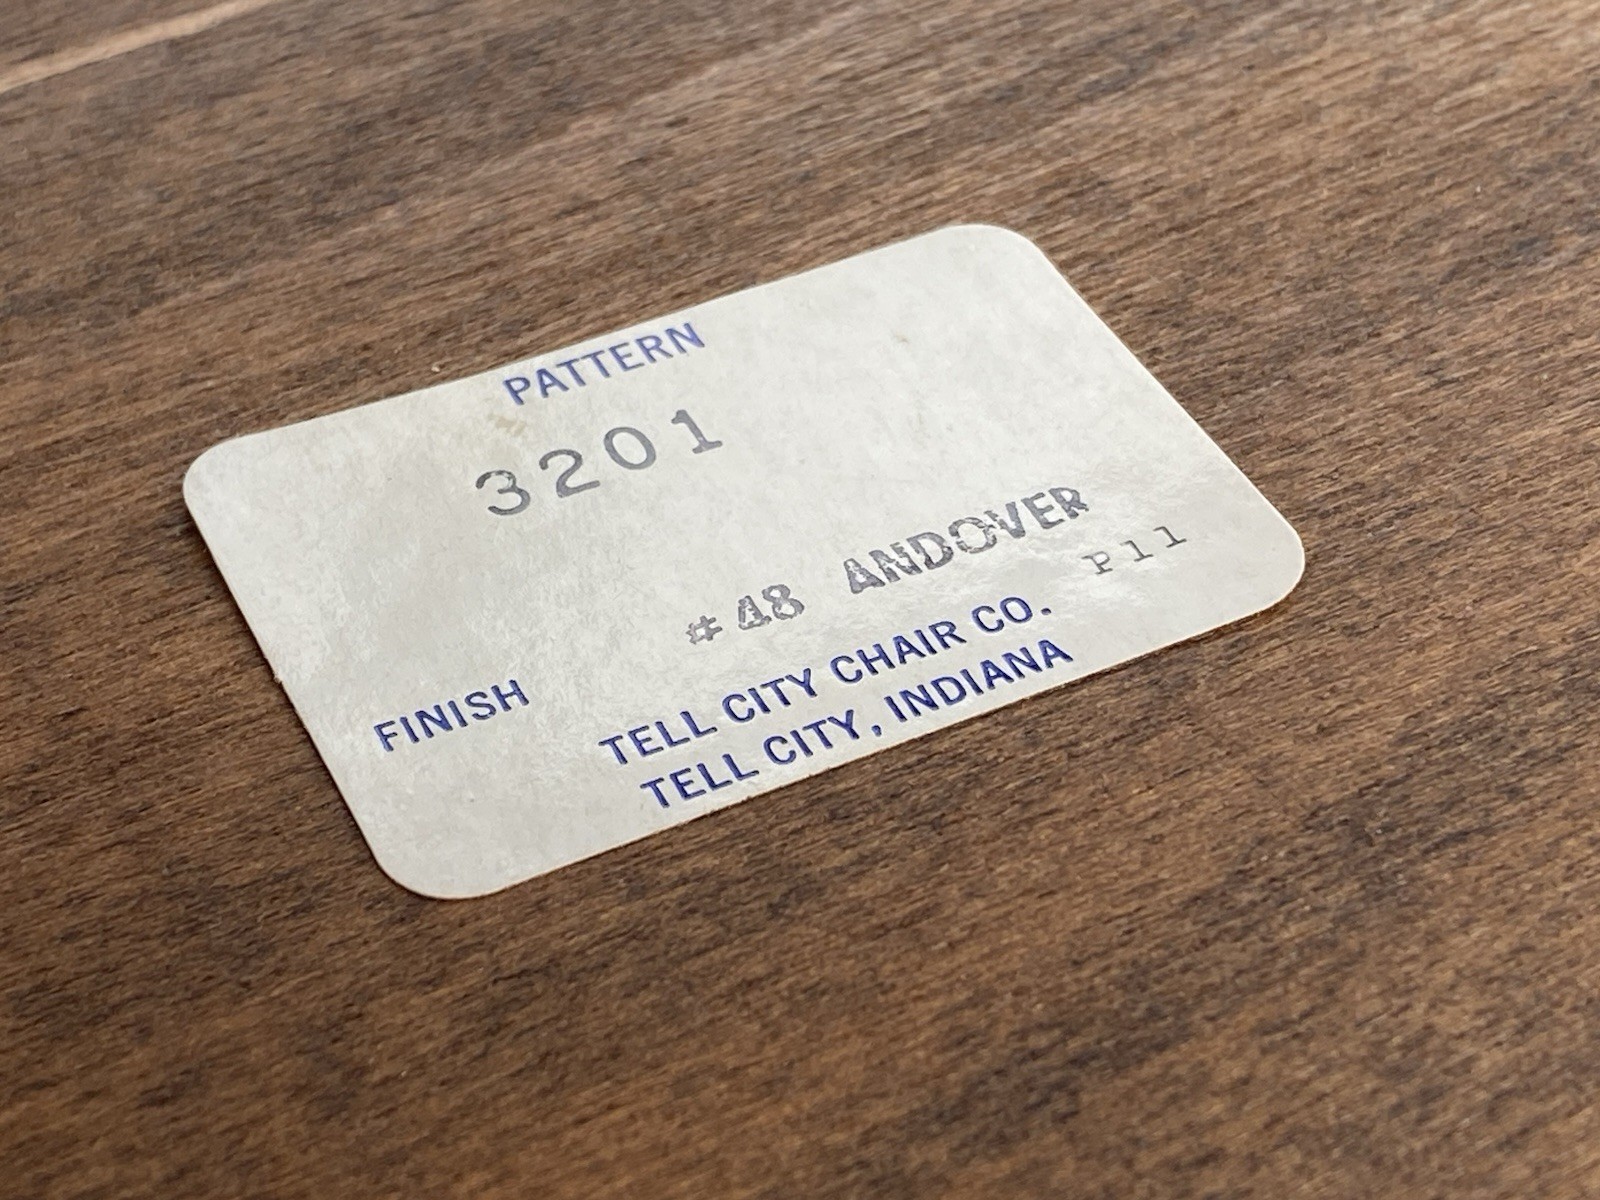 PATTERN
3201
#48 ANDOVER
P11
FINISH
TELL CITY CHAIR CO.
TELL CITY, INDIANA